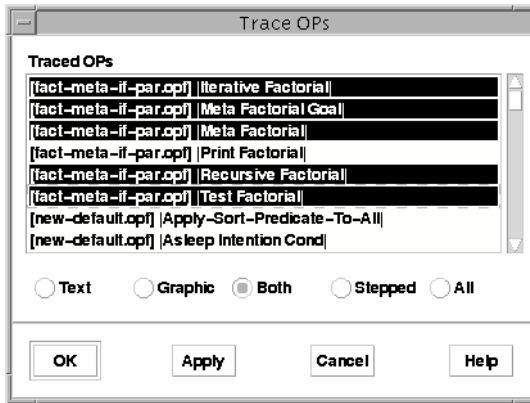 Trace OPs
Traced OPs
[fact-meta-if-par.opf] |Iterative Factorial|
[fact-meta-if-par.opf] |Meta Factorial Goal|
[fact-meta-if-par.opf] |Meta Factorial|
[fact-meta-if-par.opf] |Print Factorial|
[fact-meta-if-par.opf] |Recursive Factorial|
[fact-meta-if-par.opf] |Test Factorial|
[new-default.opf] |Apply-Sort-Predicate-To-All|
[new-default.opf] |Asleep Intention Cond|
Text Graphic Both Stepped All
OK Apply Cancel Help